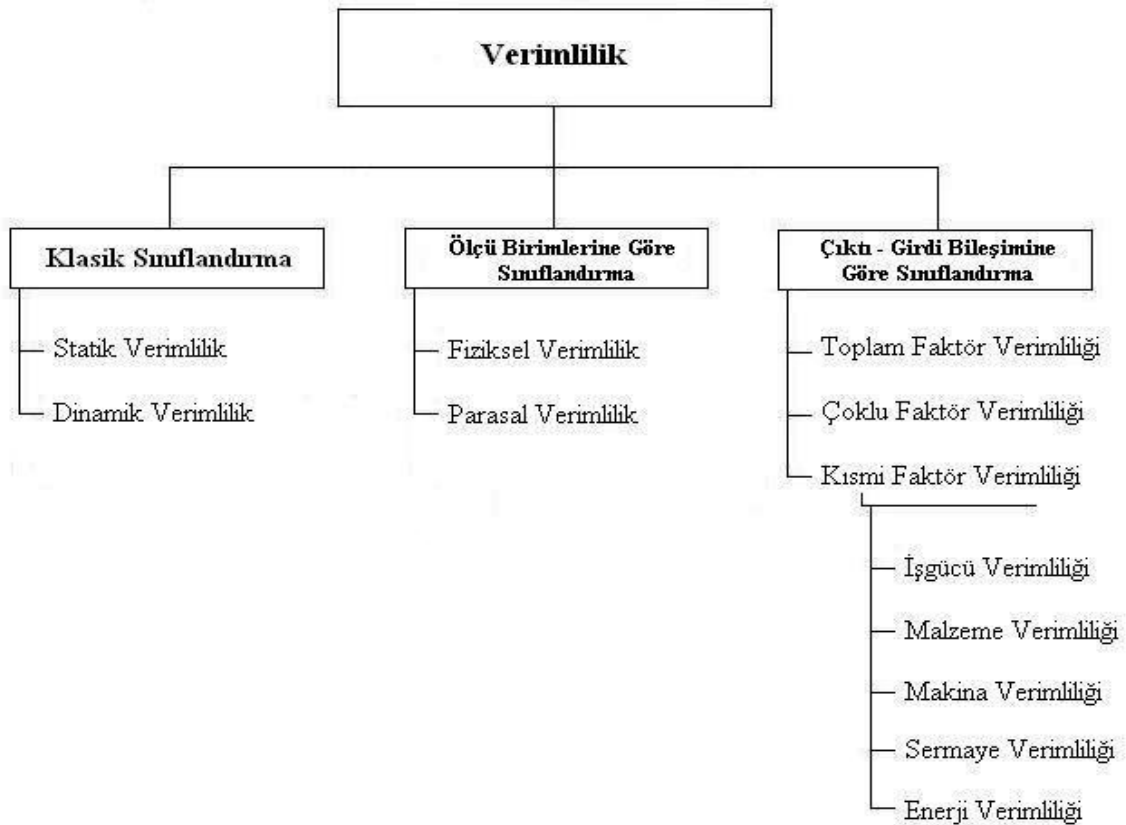 Verimlilik
Klasik Sınıflandırma
Statik Verimlilik
Dinamik Verimlilik
Ölçü Birimlerine Göre
Sınıflandırma
Fiziksel Verimlilik
Parasal Verimlilik
Çıktı - Girdi Bileşimine
Göre Sınıflandırma
Toplam Faktör Verimliliği
Çoklu Faktör Verimliliği
Kısmi Faktör Verimliliği
İşgücü Verimliliği
Malzeme Verimliliği
Makina Verimliliği
Sermaye Verimliliği
Enerji Verimliliği